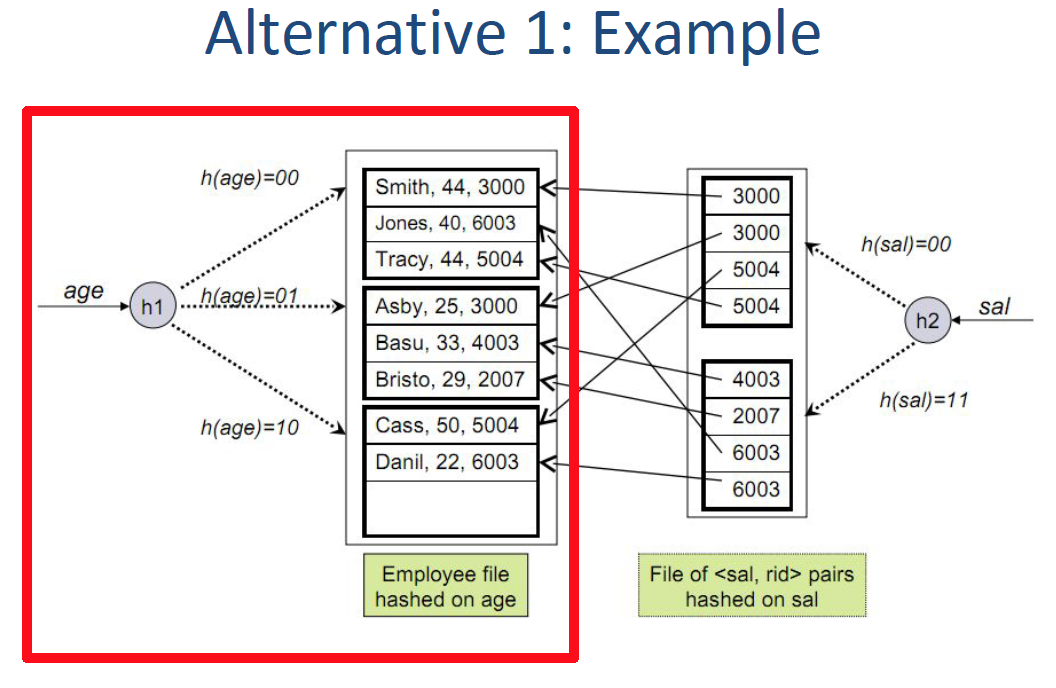 Alternative 1: Example
h(age)=00
h(age)=01
h(age)=10
age
h1
Smith, 44, 3000
Jones, 40, 6003
Tracy, 44, 5004
Asby, 25, 3000
Basu, 33, 4003
Bristo, 29, 2007
Cass, 50, 5004
Danil, 22, 6003
Employee file
hashed on age
3000
3000
5004
5004
4003
2007
6003
6003
File of <sal, rid> pairs
hashed on sal
h(sal)=00
h2
sal
h(sal)=11